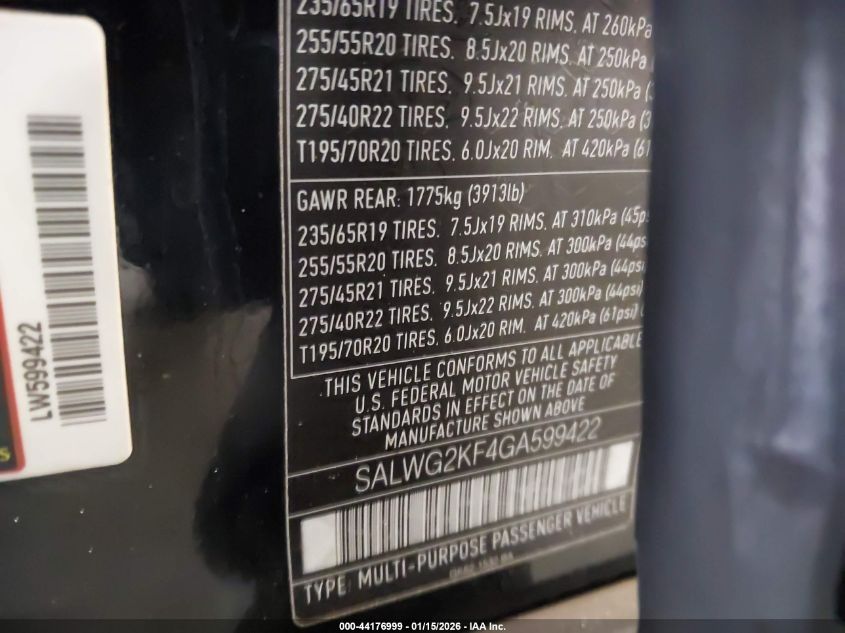 235/65R19 TIRES, 7.5Jx19 RIMS, AT 260kPa
255/55R20 TIRES, 8.5Jx20 RIMS, AT 250kPa
275/45R21 TIRES, 9.5Jx21 RIMS, AT 250kPa
275/40R22 TIRES, 9.5Jx22 RIMS, AT 250kPa
T195/70R20 TIRES, 6.0Jx20 RIM, AT 420kPa (61
GAWR REAR: 1775kg (3913lb)
235/65R19 TIRES, 7.5Jx19 RIMS, AT 310kPa (45ps
255/55R20 TIRES, 8.5Jx20 RIMS, AT 300kPa (44ps
275/45R21 TIRES, 9.5Jx21 RIMS, AT 300kPa (44psi
275/40R22 TIRES, 9.5Jx22 RIMS, AT 300kPa (44psi)
T195/70R20 TIRES, 6.0Jx20 RIM, AT 420kPa (61psi)
THIS VEHICLE CONFORMS TO ALL APPLICABLE
U.S. FEDERAL MOTOR VEHICLE SAFETY
STANDARDS IN EFFECT ON THE DATE OF
MANUFACTURE SHOWN ABOVE
SALWG2KF4GA599422
TYPE: MULTI-PURPOSE PASSENGER VEHICLE
LW599422
000-44176999 - 01/15/2026 - IAA Inc.